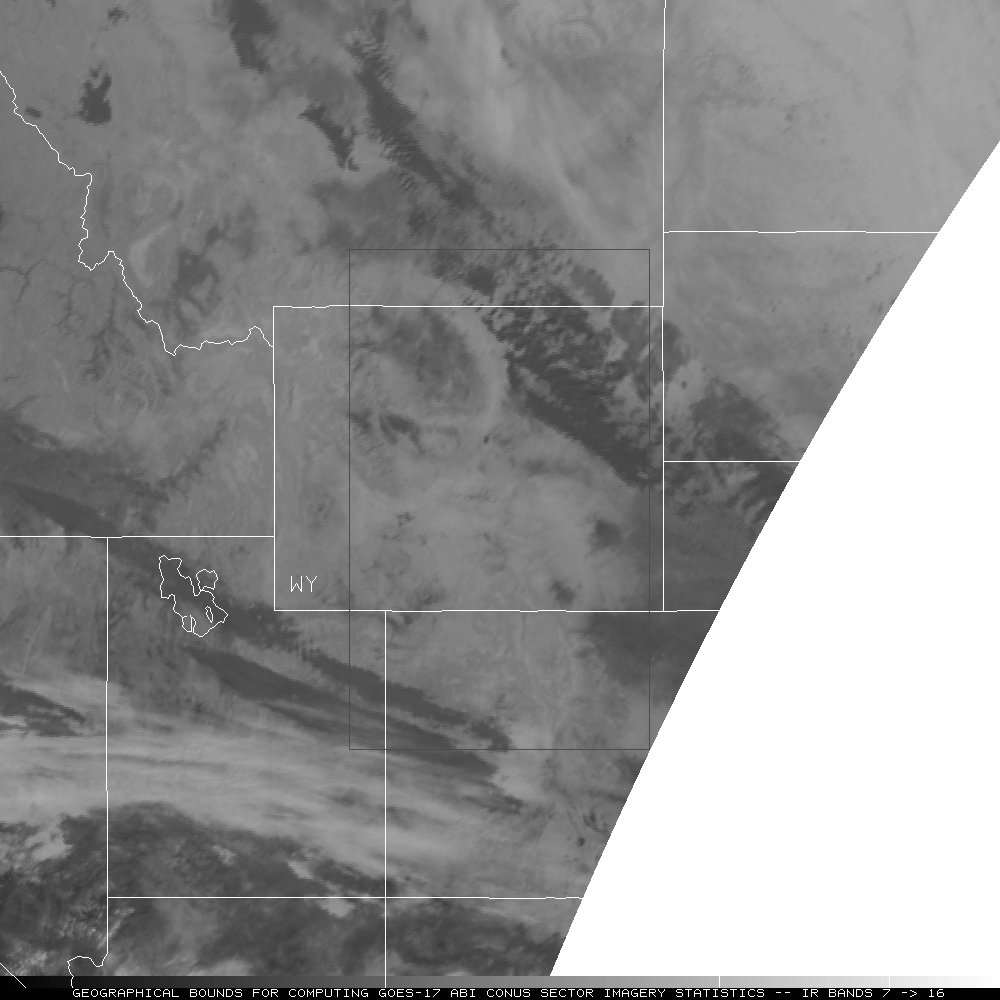 WY
GEOGRAPHICAL BOUNDS FOR COMPUTING GOES-17 ABI CONUS SECTOR IMAGERY STATISTICS -- IR BANDS 7 -> 16